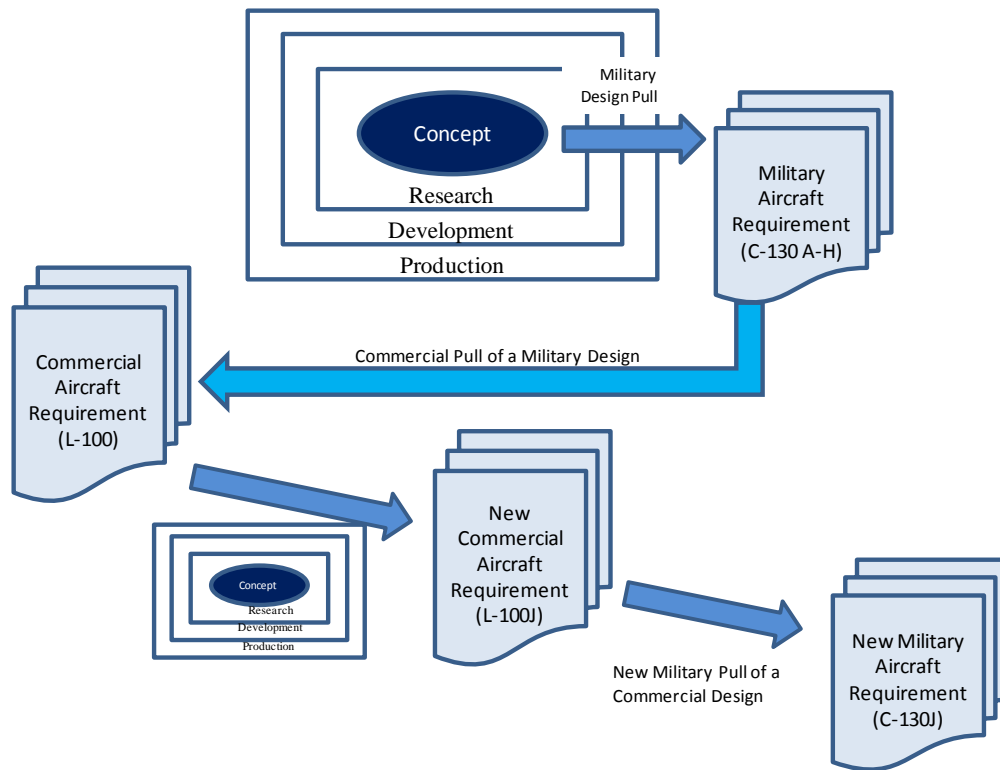 Military
Design Pull
Concept
Research
Development
Production
Military
Aircraft
Requirement
(C-130 A-H)
Commercial Pull of a Military Design
Commercial
Aircraft
Requirement
(L-100)
New
Commercial
Aircraft
Requirement
(L-100J)
Concept
Research
Development
Production
New Military Pull of a
Commercial Design
New Military
Aircraft
Requirement
(C-130J)